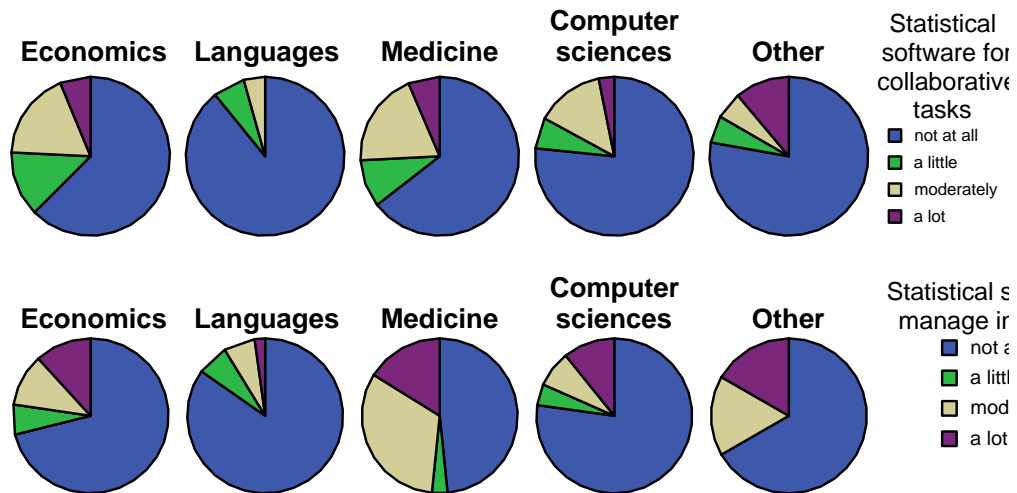 Computer
sciences
Economics Languages Medicine Other
Statistical
software for
collaborative
tasks
not at all
a little
moderately
a lot
Computer
sciences
Economics Languages Medicine Other
Statistical s
manage in
not a
a little
mod
a lot